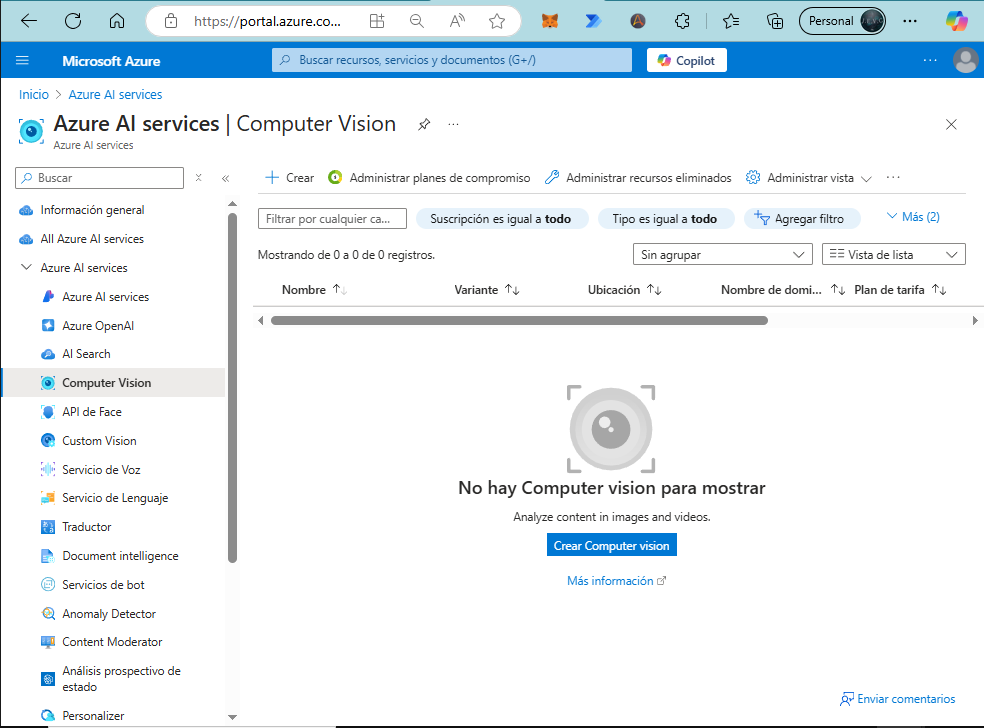 https://portal.azure.co...
Personal
Microsoft Azure
Buscar recursos, servicios y documentos (G+/)
Copilot
Inicio > Azure AI services
Azure AI services | Computer Vision
Azure AI services
Buscar
Información general
All Azure AI services
Azure AI services
Azure AI services
Azure OpenAI
AI Search
Computer Vision
API de Face
Custom Vision
Servicio de Voz
Servicio de Lenguaje
Traductor
Document intelligence
Servicios de bot
Anomaly Detector
Content Moderator
Análisis prospectivo de
estado
Personalizer
Crear
Administrar planes de compromiso
Administrar recursos eliminados
Administrar vista
Filtrar por cualquier ca...
Suscripción es igual a todo
Tipo es igual a todo
Agregar filtro
Más (2)
Mostrando de 0 a 0 de 0 registros.
Sin agrupar
Vista de lista
Nombre
Variante
Ubicación
Nombre de domi...
Plan de tarifa
No hay Computer vision para mostrar
Analyze content in images and videos.
Crear Computer vision
Más información
Enviar comentarios